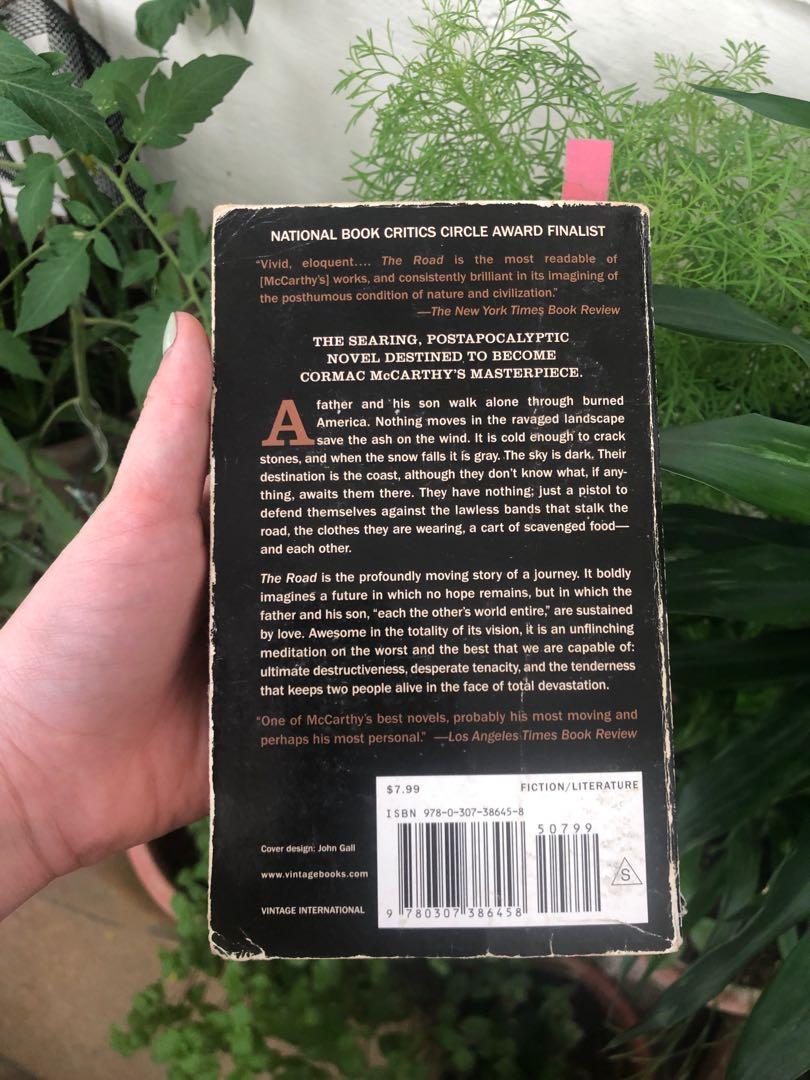 NATIONAL BOOK CRITICS CIRCLE AWARD FINALIST
“Vivid, eloquent.... The Road is the most readable of
[McCarthy’s] works, and consistently brilliant in its imagining of
the posthumous condition of nature and civilization.”
—The New York Times Book Review
THE SEARING, POSTAPOCALYPTIC
NOVEL DESTINED TO BECOME
CORMAC McCARTHY’S MASTERPIECE.
A father and his son walk alone through burned
America. Nothing moves in the ravaged landscape
save the ash on the wind. It is cold enough to crack
stones, and when the snow falls it is gray. The sky is dark. Their
destination is the coast, although they don’t know what, if any-
thing, awaits them there. They have nothing; just a pistol to
defend themselves against the lawless bands that stalk the
road, the clothes they are wearing, a cart of scavenged food—
and each other.
The Road is the profoundly moving story of a journey. It boldly
imagines a future in which no hope remains, but in which the
father and his son, “each the other’s world entire,” are sustained
by love. Awesome in the totality of its vision, it is an unflinching
meditation on the worst and the best that we are capable of:
ultimate destructiveness, desperate tenacity, and the tenderness
that keeps two people alive in the face of total devastation.
“One of McCarthy’s best novels, probably his most moving and
perhaps his most personal.” —Los Angeles Times Book Review
$7.99 FICTION/LITERATURE
ISBN 978-0-307-38645-8
50799
S
9 780307 386458
Cover design: John Gall
www.vintagebooks.com
VINTAGE INTERNATIONAL